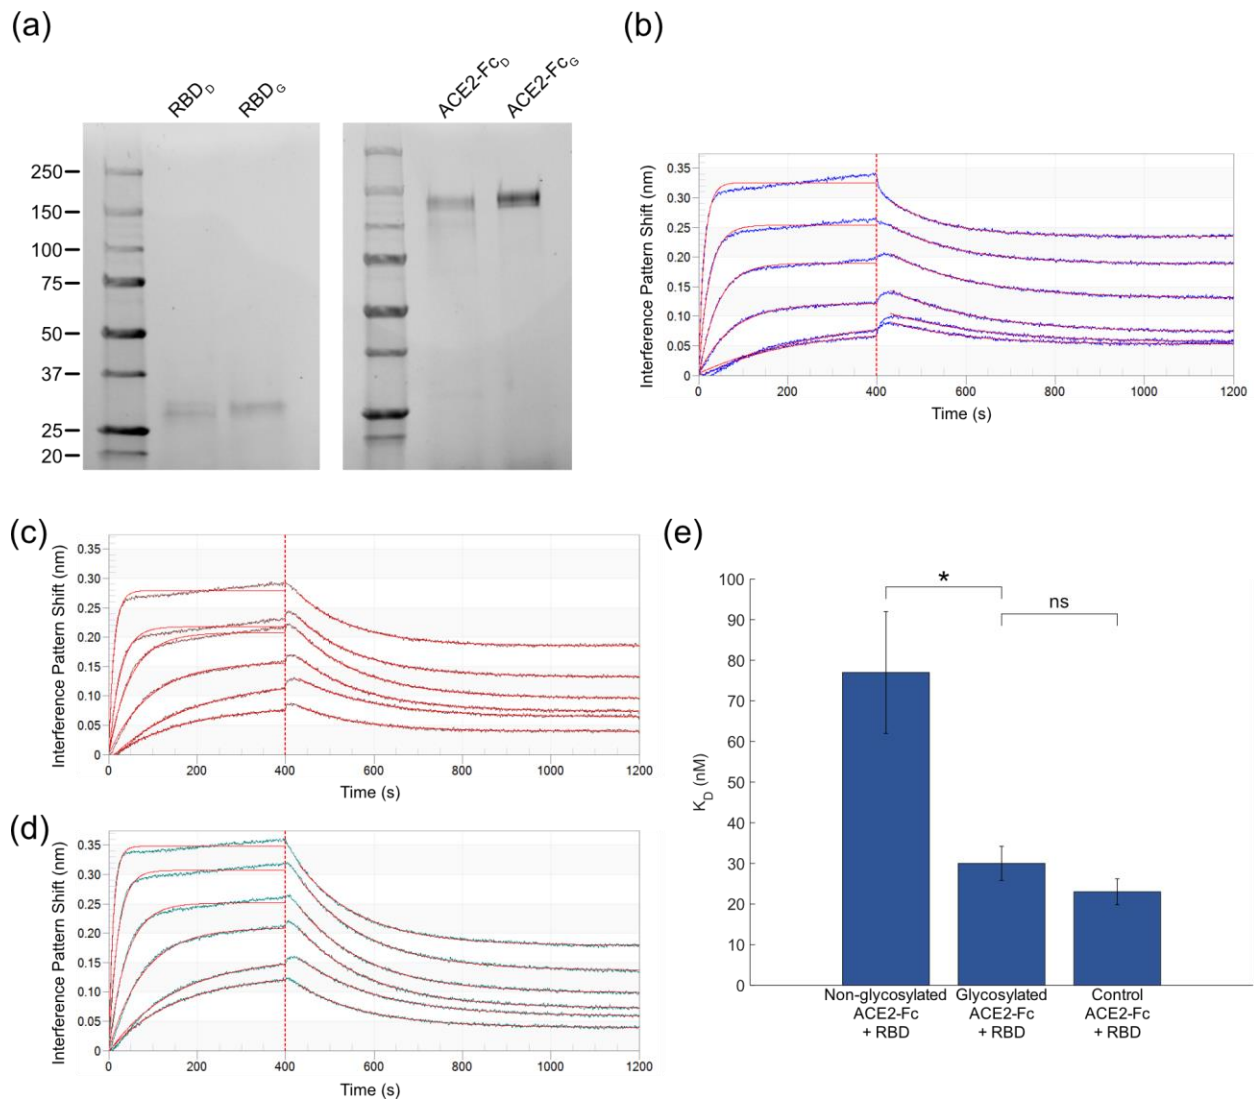 (a)
RBD_D
RBD_G
ACE2-Fc_D
ACE2-Fc_G
250
150
100
75
50
37
25
20
(b)
Interference Pattern Shift (nm)
0.35
0.30
0.25
0.20
0.15
0.10
0.05
0
0 200 400 600 800 1000 1200
Time (s)
(c)
Interference Pattern Shift (nm)
0.35
0.30
0.25
0.20
0.15
0.10
0.05
0
0 200 400 600 800 1000 1200
Time (s)
(d)
Interference Pattern Shift (nm)
0.35
0.30
0.25
0.20
0.15
0.10
0.05
0
0 200 400 600 800 1000 1200
Time (s)
(e)
K_D (nM)
100
90
80
70
60
50
40
30
20
10
0
*
ns
Non-glycosylated
ACE2-Fc
+ RBD
Glycosylated
ACE2-Fc
+ RBD
Control
ACE2-Fc
+ RBD